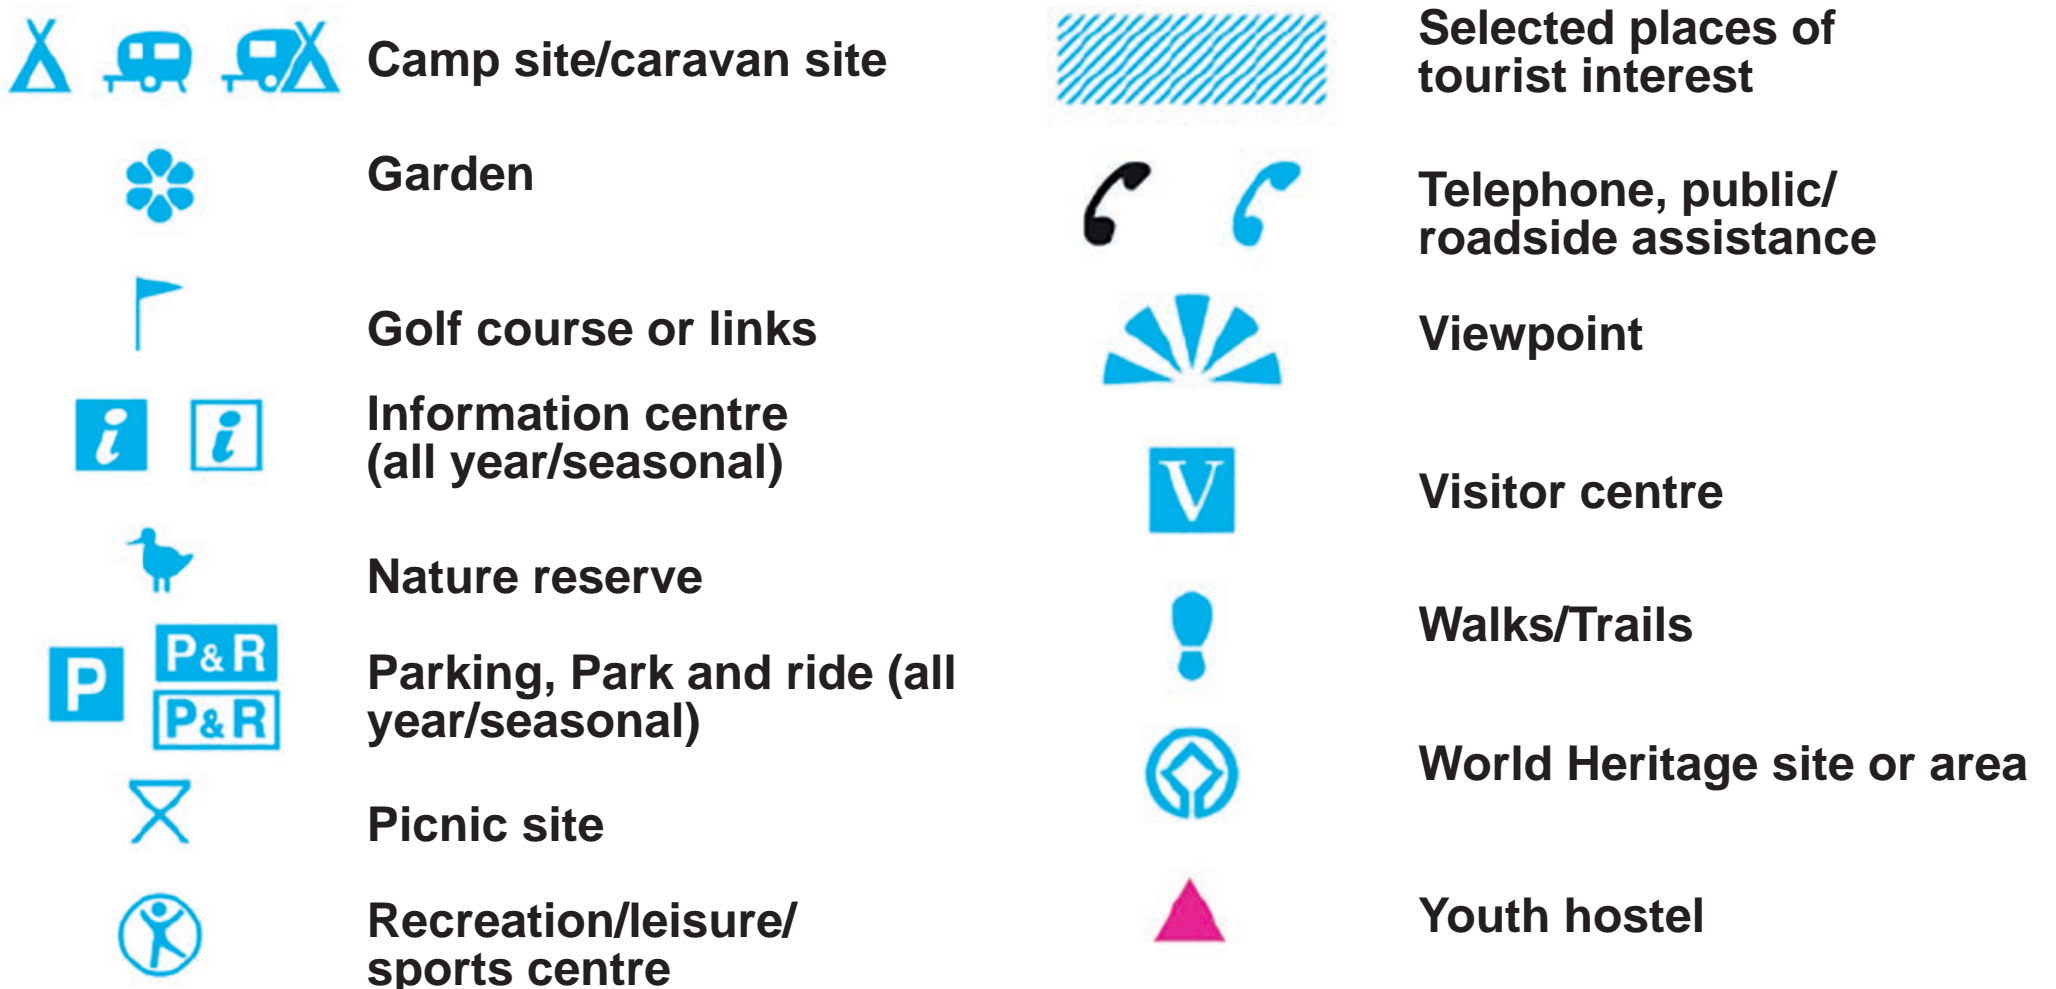 Camp site/caravan site
Garden
Golf course or links
i i
Information centre
(all year/seasonal)
Nature reserve
P
P&R
P&R
Parking, Park and ride (all
year/seasonal)
Picnic site
Recreation/leisure/
sports centre
Selected places of
tourist interest
Telephone, public/
roadside assistance
Viewpoint
V
Visitor centre
Walks/Trails
World Heritage site or area
Youth hostel